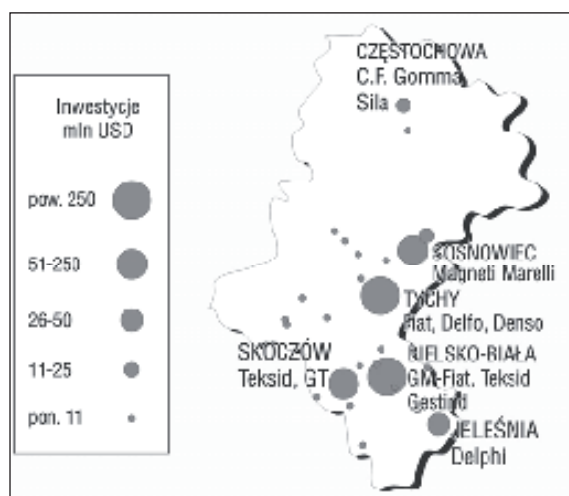 Inwestycje
mln USD
pow. 250
51-250
26-50
11-25
pon. 11
CZĘSTOCHOWA
C.F. Gomma
Sila
SOSNOWIEC
Magneti Marelli
TYCHY
Fiat, Delfo, Denso
SKOCZÓW
Teksid, GT
BIELSKO-BIAŁA
GM-Fiat. Teksid
Gestind
JELEŚNIA
Delphi